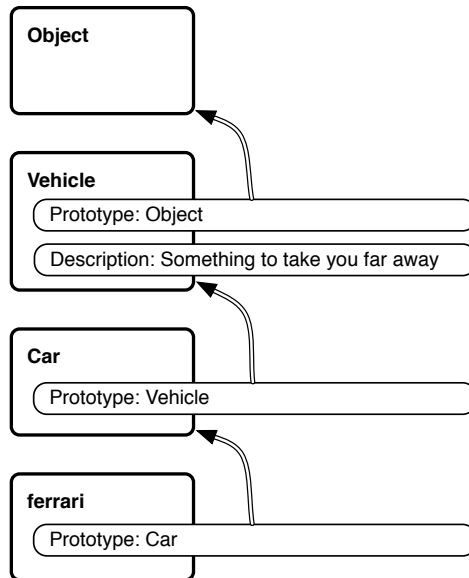 Object
Vehicle
Prototype: Object
Description: Something to take you far away
Car
Prototype: Vehicle
ferrari
Prototype: Car